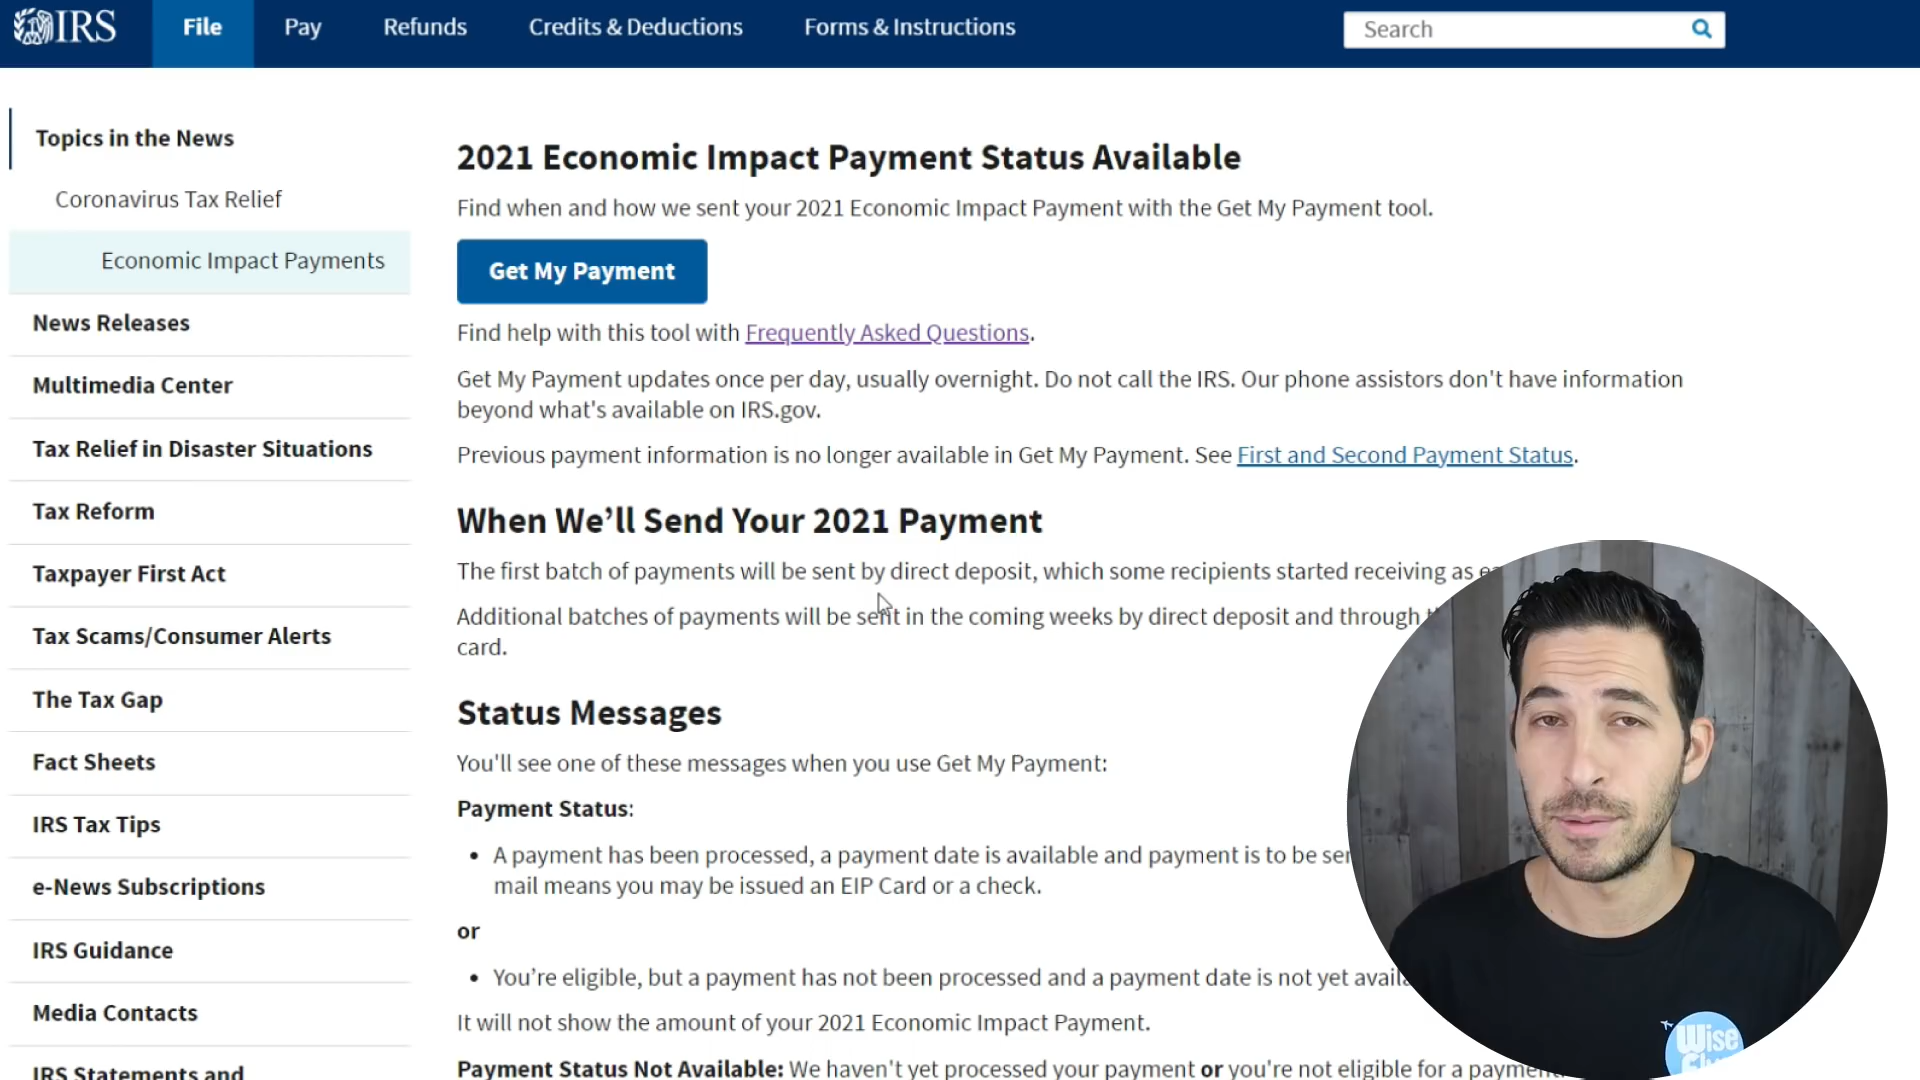 IRS
File
Pay
Refunds
Credits & Deductions
Forms & Instructions
Search
Topics in the News
Coronavirus Tax Relief
Economic Impact Payments
News Releases
Multimedia Center
Tax Relief in Disaster Situations
Tax Reform
Taxpayer First Act
Tax Scams/Consumer Alerts
The Tax Gap
Fact Sheets
IRS Tax Tips
e-News Subscriptions
IRS Guidance
Media Contacts
IRS Statements and
2021 Economic Impact Payment Status Available
Find when and how we sent your 2021 Economic Impact Payment with the Get My Payment tool.
Get My Payment
Find help with this tool with Frequently Asked Questions.
Get My Payment updates once per day, usually overnight. Do not call the IRS. Our phone assistors don't have information
beyond what's available on IRS.gov.
Previous payment information is no longer available in Get My Payment. See First and Second Payment Status.
When We’ll Send Your 2021 Payment
The first batch of payments will be sent by direct deposit, which some recipients started receiving as
Additional batches of payments will be sent in the coming weeks by direct deposit and through
card.
Status Messages
You'll see one of these messages when you use Get My Payment:
Payment Status:
• A payment has been processed, a payment date is available and payment is to be
mail means you may be issued an EIP Card or a check.
or
• You’re eligible, but a payment has not been processed and a payment date is not yet
It will not show the amount of your 2021 Economic Impact Payment.
Payment Status Not Available: We haven't yet processed your payment or you're not eligible for a payment.
Wise